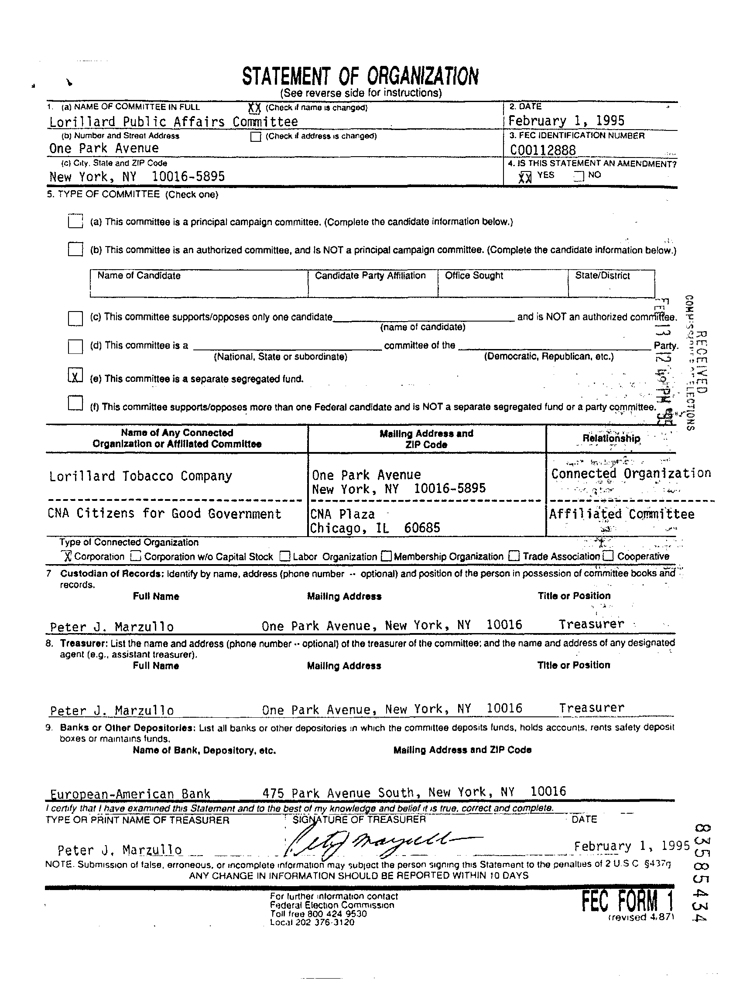 STATEMENT OF ORGANIZATION
(See reverse side for instructions)
1. (a) NAME OF COMMITTEE IN FULL XX (Check if name is changed) 2. DATE
Lorillard Public Affairs Committee February 1, 1995
(b) Number and Street Address (Check if address is changed) 3. FEC IDENTIFICATION NUMBER
One Park Avenue C00112888
(c) City, State and ZIP Code 4. IS THIS STATEMENT AN AMENDMENT?
New York, NY 10016-5895 XX YES NO
5. TYPE OF COMMITTEE (Check one)
(a) This committee is a principal campaign committee. (Complete the candidate information below.)
(b) This committee is an authorized committee, and is NOT a principal campaign committee. (Complete the candidate information below.)
Name of Candidate Candidate Party Affiliation Office Sought State/District
(c) This committee supports/opposes only one candidate and is NOT an authorized committee.
(name of candidate)
(d) This committee is a committee of the Party.
(National, State or subordinate) (Democratic, Republican, etc.)
X (e) This committee is a separate segregated fund.
(f) This committee supports/opposes more than one Federal candidate and is NOT a separate segregated fund or a party committee.
RECEIVED
Name of Any Connected Mailing Address and Relationship
Organization or Affiliated Committee ZIP Code
Lorillard Tobacco Company One Park Avenue Connected Organization
New York, NY 10016-5895
CNA Citizens for Good Government CNA Plaza Affiliated Committee
Chicago, IL 60685
Type of Connected Organization
X Corporation Corporation w/o Capital Stock Labor Organization Membership Organization Trade Association Cooperative
7 Custodian of Records: Identify by name, address (phone number -- optional) and position of the person in possession of committee books and
records.
Full Name Mailing Address Title or Position
Peter J. Marzullo One Park Avenue, New York, NY 10016 Treasurer
8. Treasurer: List the name and address (phone number -- optional) of the treasurer of the committee; and the name and address of any designated
agent (e.g., assistant treasurer).
Full Name Mailing Address Title or Position
Peter J. Marzullo One Park Avenue, New York, NY 10016 Treasurer
9. Banks or Other Depositories: List all banks or other depositories in which the committee deposits funds, holds accounts, rents safety deposit
boxes or maintains funds.
Name of Bank, Depository, etc. Mailing Address and ZIP Code
European-American Bank 475 Park Avenue South, New York, NY 10016
I certify that I have examined this Statement and to the best of my knowledge and belief it is true, correct and complete.
TYPE OR PRINT NAME OF TREASURER SIGNATURE OF TREASURER DATE
Peter J. Marzullo February 1, 1995
NOTE. Submission of false, erroneous, or incomplete information may subject the person signing this Statement to the penalties of 2 U.S.C. §437g
ANY CHANGE IN INFORMATION SHOULD BE REPORTED WITHIN 10 DAYS
For further information contact
Federal Election Commission
Toll free 800 424 9530
Local 202 376-3120
FEC FORM 1
(revised 4/87)
83585434